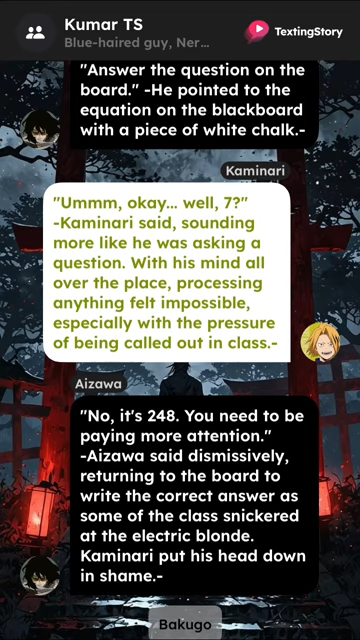 Kumar TS
Blue-haired guy, Ner...
TextingStory
"Answer the question on the
board." -He pointed to the
equation on the blackboard
with a piece of white chalk.-
Kaminari
"Ummm, okay... well, 7?"
-Kaminari said, sounding
more like he was asking a
question. With his mind all
over the place, processing
anything felt impossible,
especially with the pressure
of being called out in class.-
Aizawa
"No, it's 248. You need to be
paying more attention."
-Aizawa said dismissively,
returning to the board to
write the correct answer as
some of the class snickered
at the electric blonde.
Kaminari put his head down
in shame.-
Bakugo